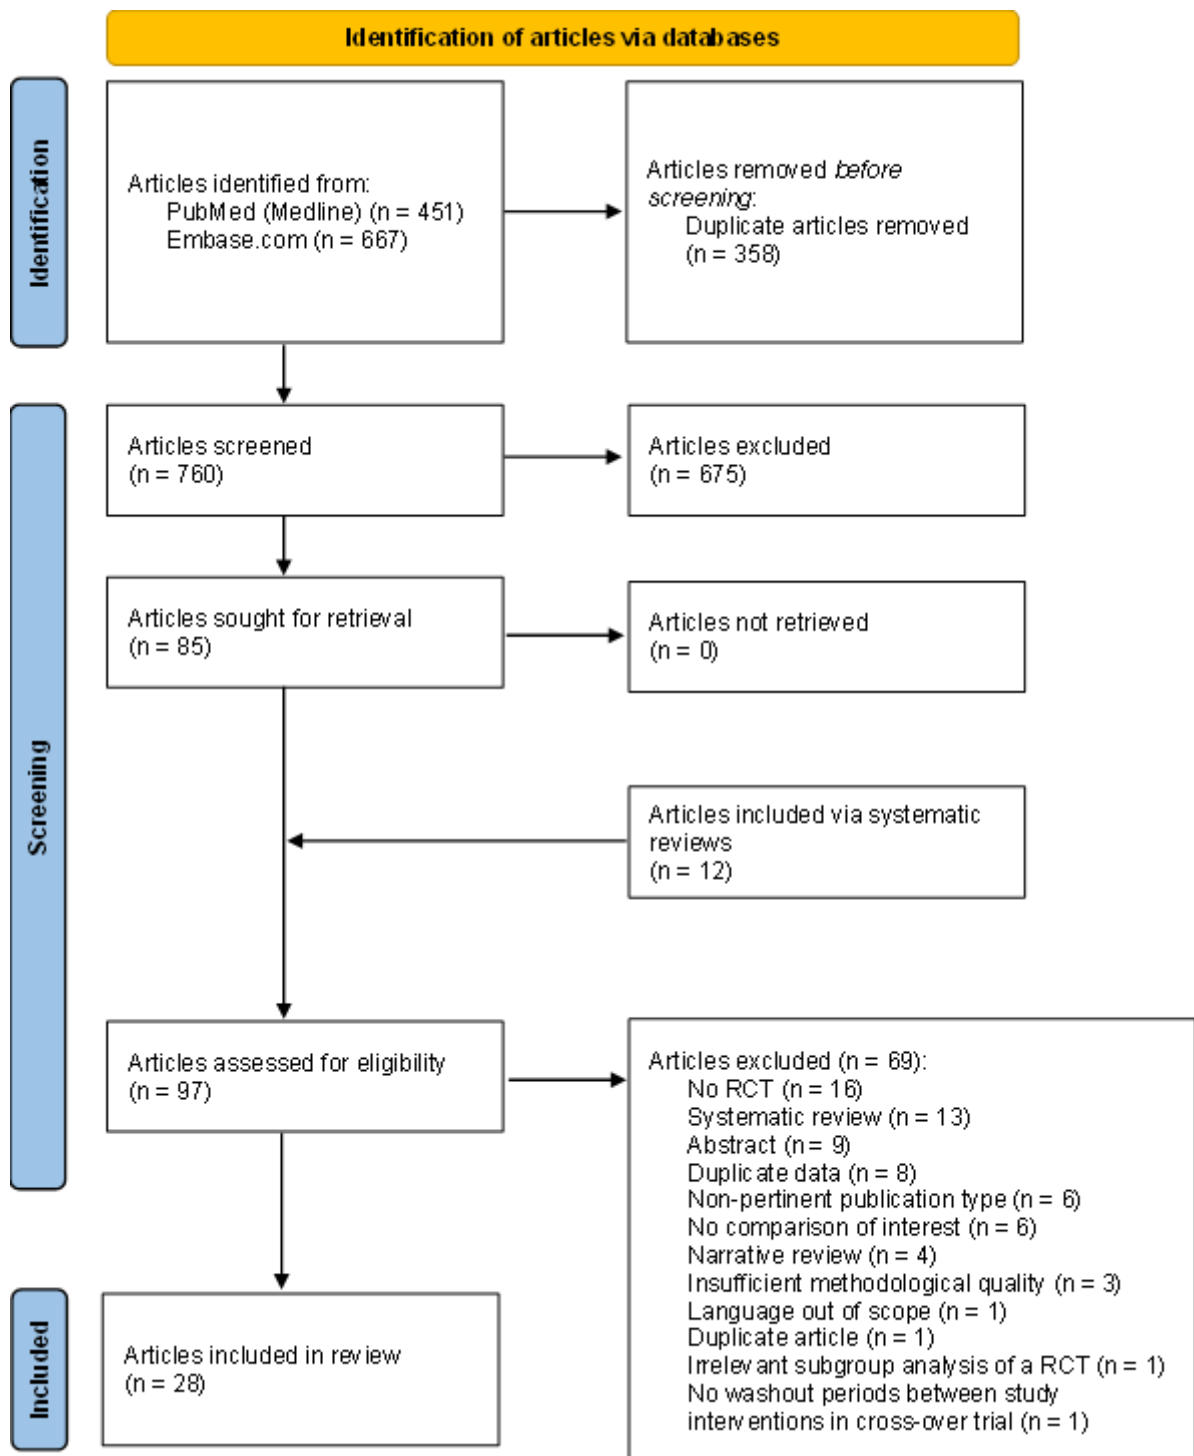 Identification of articles via databases
Identification
Articles identified from:
PubMed (Medline) (n = 451)
Embase.com (n = 667)
Articles removed before
screening:
Duplicate articles removed
(n = 358)
Screening
Articles screened
(n = 760)
Articles excluded
(n = 675)
Articles sought for retrieval
(n = 85)
Articles not retrieved
(n = 0)
Articles included via systematic
reviews
(n = 12)
Articles assessed for eligibility
(n = 97)
Articles excluded (n = 69):
No RCT (n = 16)
Systematic review (n = 13)
Abstract (n = 9)
Duplicate data (n = 8)
Non-pertinent publication type (n = 6)
No comparison of interest (n = 6)
Narrative review (n = 4)
Insufficient methodological quality (n = 3)
Language out of scope (n = 1)
Duplicate article (n = 1)
Irrelevant subgroup analysis of a RCT (n = 1)
No washout periods between study
interventions in cross-over trial (n = 1)
Included
Articles included in review
(n = 28)